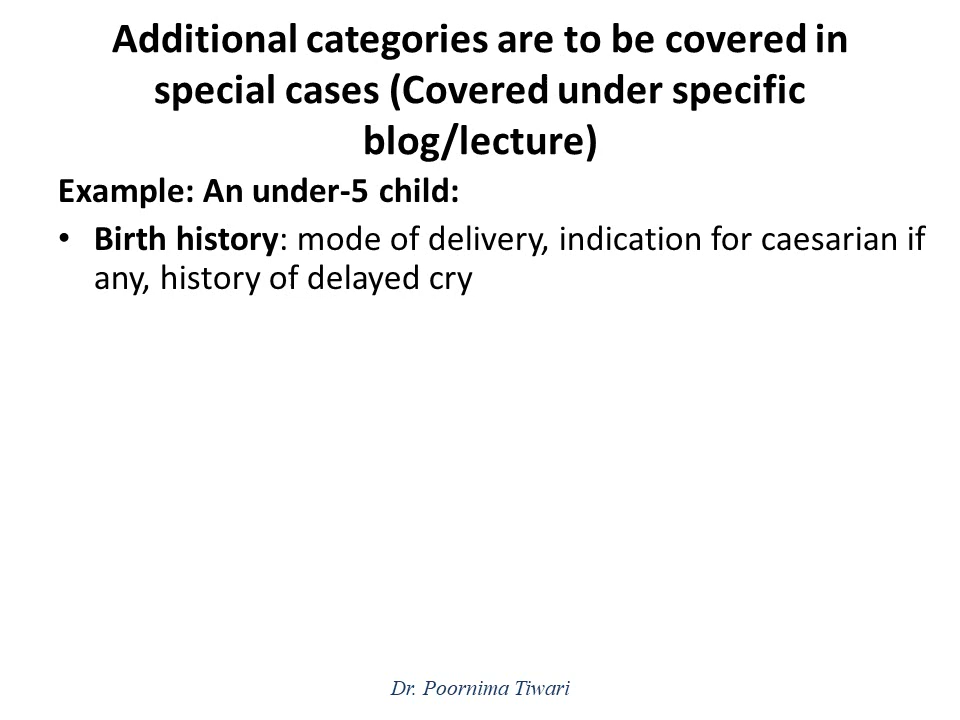 Additional categories are to be covered in
special cases (Covered under specific
blog/lecture)
Example: An under-5 child:
• Birth history: mode of delivery, indication for caesarian if
any, history of delayed cry
Dr. Poornima Tiwari